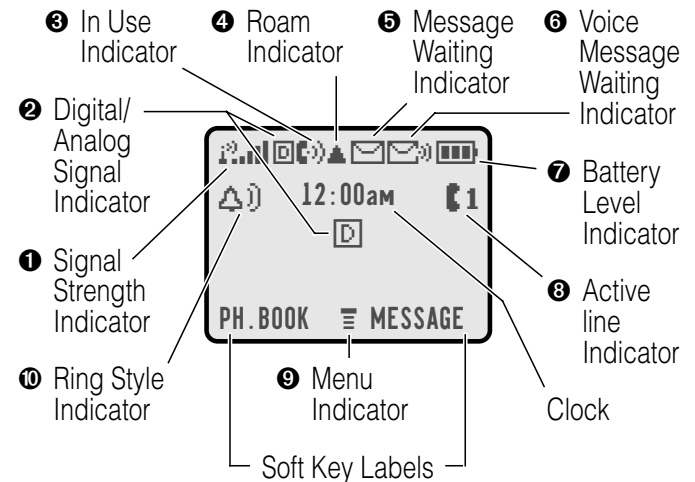 ❸ In Use
Indicator
❹ Roam
Indicator
❺ Message
Waiting
Indicator
❻ Voice
Message
Waiting
Indicator
❷ Digital/
Analog
Signal
Indicator
❶ Signal
Strength
Indicator
❿ Ring Style
Indicator
D
12:00AM
1
D
PH.BOOK
MESSAGE
❼ Battery
Level
Indicator
❽ Active
line
Indicator
❾ Menu
Indicator
Clock
Soft Key Labels